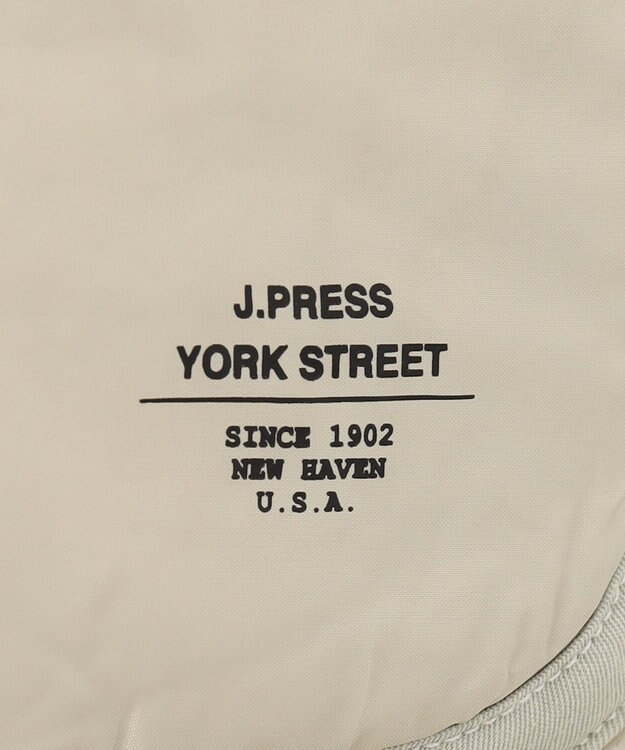 J.PRESS
YORK STREET
SINCE 1902
NEW HAVEN
U.S.A.